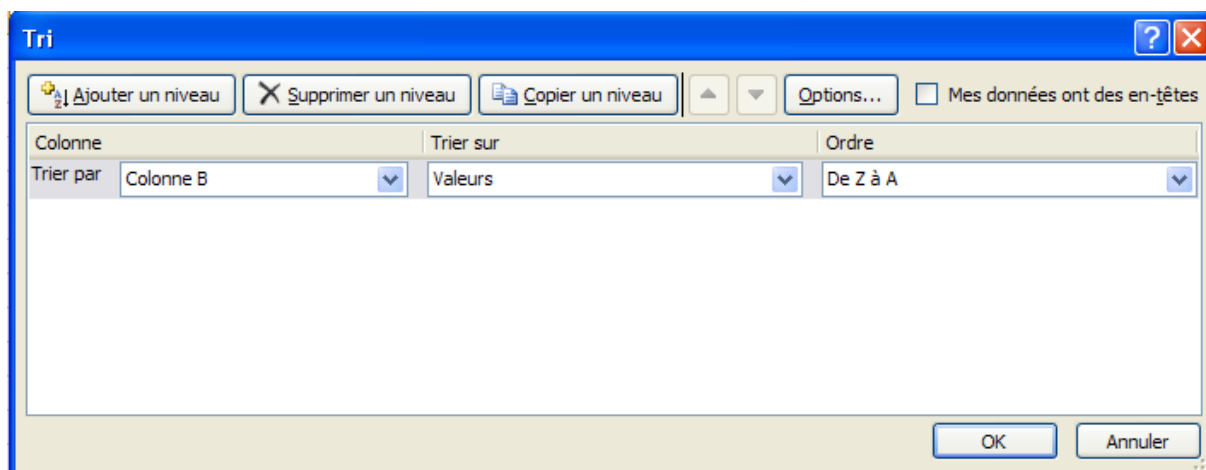 Tri
Ajouter un niveau Supprimer un niveau Copier un niveau Options... Mes données ont des en-têtes
Colonne Trier sur Ordre
Trier par Colonne B Valeurs De Z à A
OK Annuler